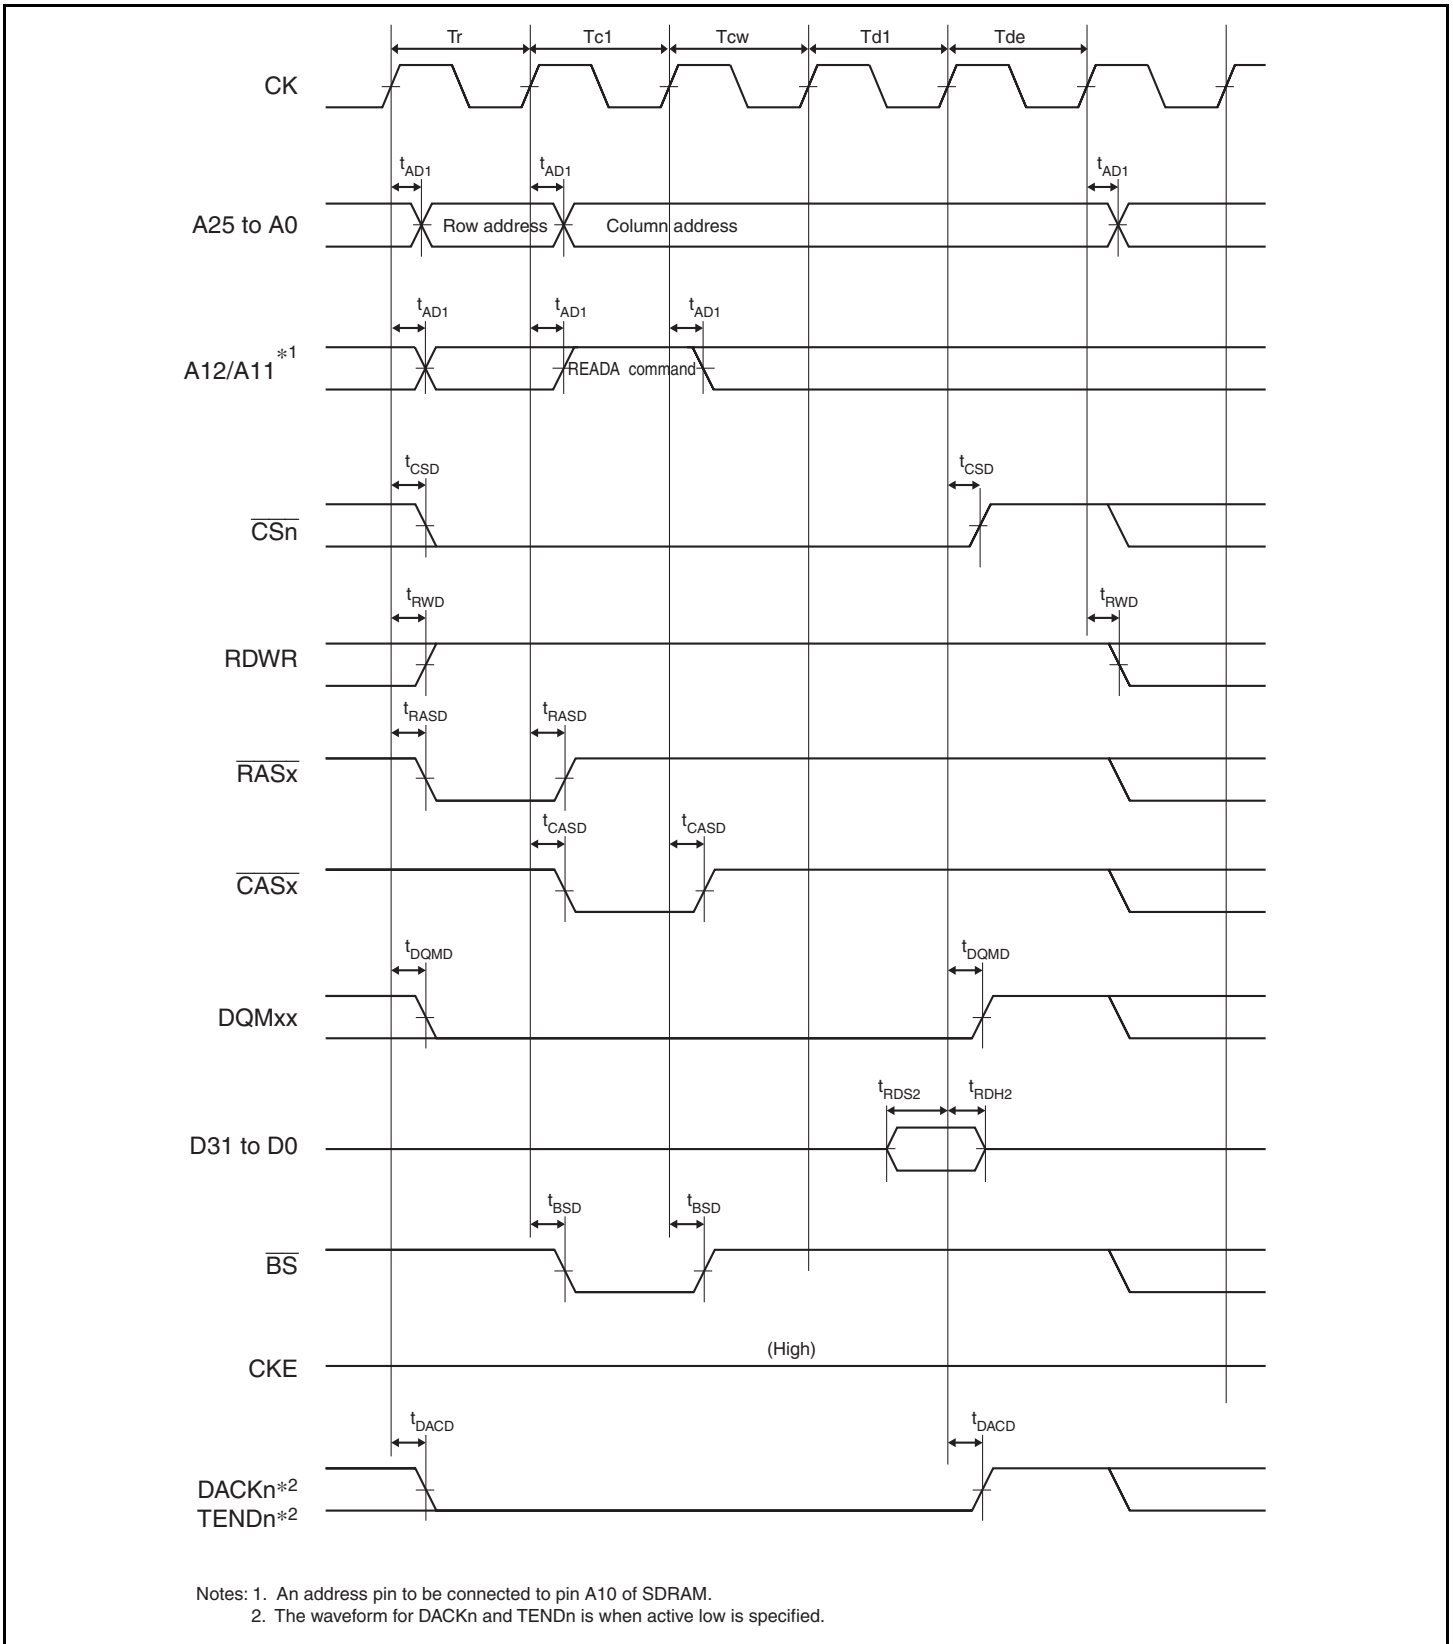 Tr Tc1 Tcw Td1 Tde
CK
tAD1 tAD1 tAD1
A25 to A0 Row address Column address
tAD1 tAD1 tAD1
A12/A11*1 READA command
tCSD tCSD
CSn
tRWD tRWD
RDWR
tRASD tRASD
RASx
tCASD tCASD
CASx
tDQMD tDQMD
DQMxx
tRDS2 tRDH2
D31 to D0
tBSD tBSD
BS
(High)
CKE
tDACD tDACD
DACKn*2
TENDn*2
Notes: 1. An address pin to be connected to pin A10 of SDRAM.
2. The waveform for DACKn and TENDn is when active low is specified.